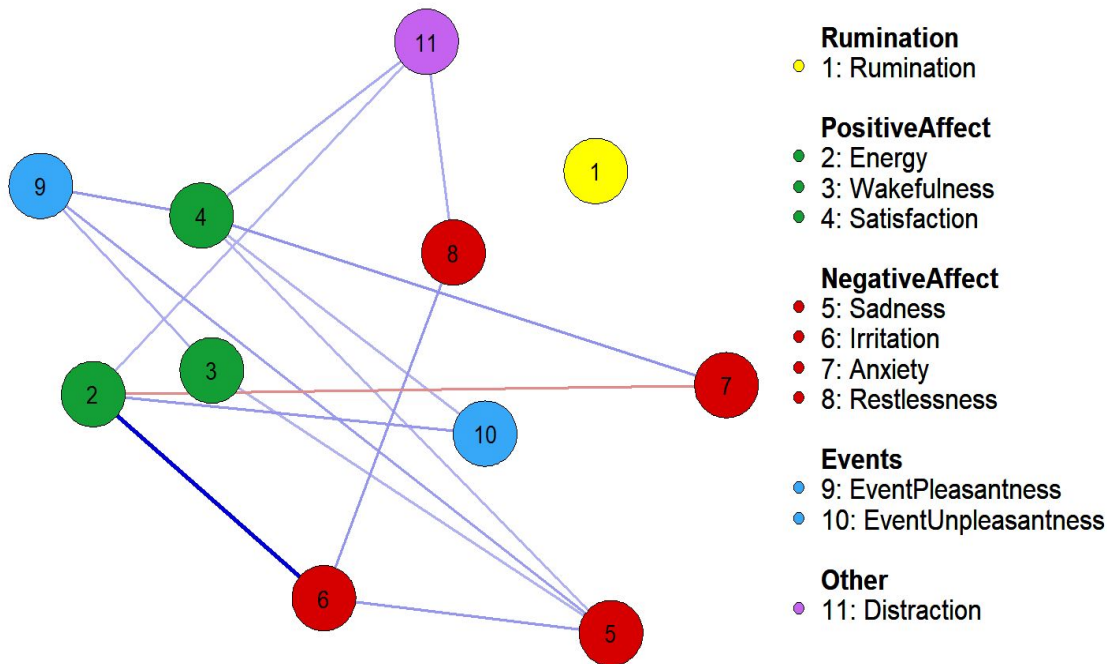 11
1
9
4
8
3
2
7
10
6
5
Rumination
1: Rumination
PositiveAffect
2: Energy
3: Wakefulness
4: Satisfaction
NegativeAffect
5: Sadness
6: Irritation
7: Anxiety
8: Restlessness
Events
9: EventPleasantness
10: EventUnpleasantness
Other
11: Distraction